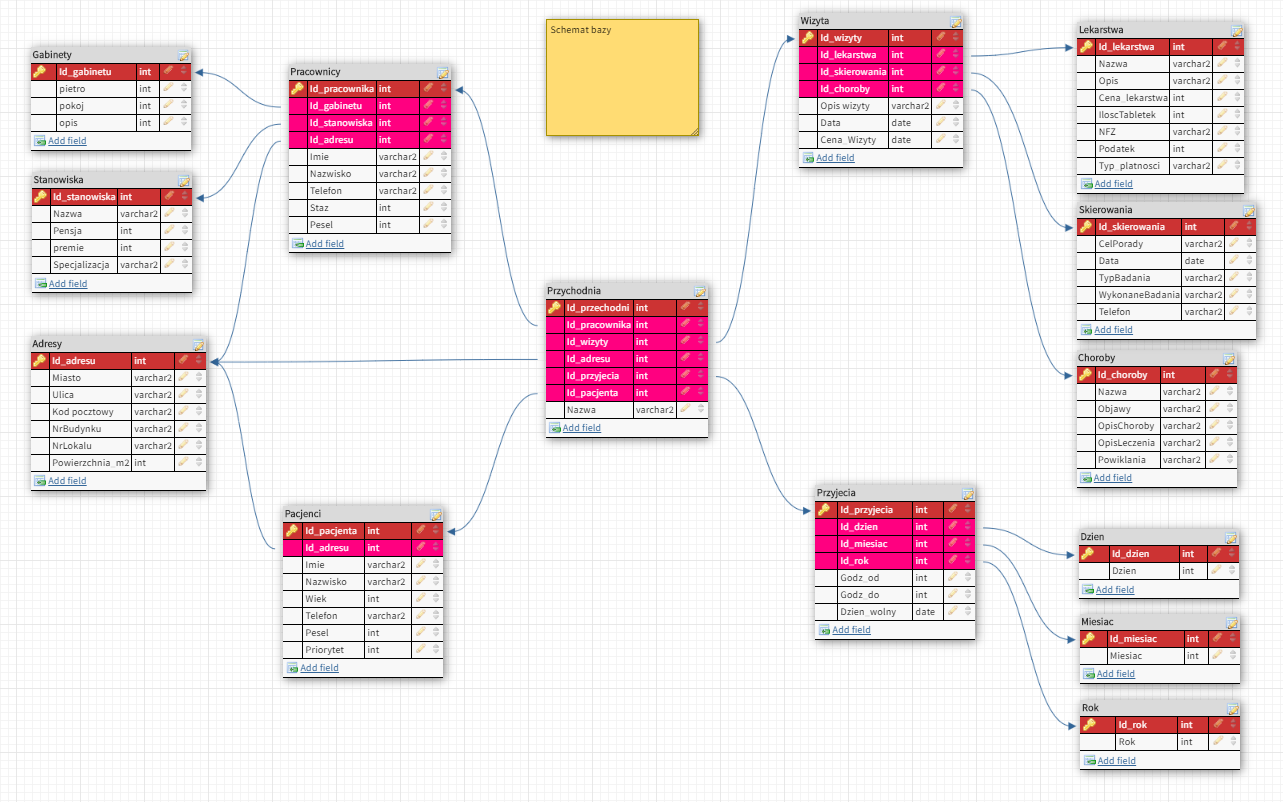 Gabinety
Id_gabinetu int
pietro int
pokoj int
opis int
Add field
Stanowiska
Id_stanowiska int
Nazwa varchar2
Pensja int
premie int
Specjalizacja varchar2
Add field
Adresy
Id_adresu int
Miasto varchar2
Ulica varchar2
Kod pocztowy varchar2
NrBudynku varchar2
NrLokalu varchar2
Powierzchnia_m2 int
Add field
Pracownicy
Id_pracownika int
Id_gabinetu int
Id_stanowiska int
Id_adresu int
Imie varchar2
Nazwisko varchar2
Telefon varchar2
Staz int
Pesel int
Add field
Pacjenci
Id_pacjenta int
Id_adresu int
Imie varchar2
Nazwisko varchar2
Wiek int
Telefon varchar2
Pesel int
Priorytet int
Add field
Schemat bazy
Przychodnia
Id_przechodni int
Id_pracownika int
Id_wizyty int
Id_adresu int
Id_przyjecia int
Id_pacjenta int
Nazwa varchar2
Add field
Wizyta
Id_wizyty int
Id_lekarstwa int
Id_skierowania int
Id_choroby int
Opis wizyty varchar2
Data date
Cena_Wizyty date
Add field
Przyjecia
Id_przyjecia int
Id_dzien int
Id_miesiac int
Id_rok int
Godz_od int
Godz_do int
Dzien_wolny date
Add field
Lekarstwa
Id_lekarstwa int
Nazwa varchar2
Opis varchar2
Cena_lekarstwa int
IloscTabletek int
NFZ varchar2
Podatek int
Typ_platnosci varchar2
Add field
Skierowania
Id_skierowania int
CelPorady varchar2
Data date
TypBadania varchar2
WykonaneBadania varchar2
Telefon varchar2
Add field
Choroby
Id_choroby int
Nazwa varchar2
Objawy varchar2
OpisChoroby varchar2
OpisLeczenia varchar2
Powiklania varchar2
Add field
Dzien
Id_dzien int
Dzien int
Add field
Miesiac
Id_miesiac int
Miesiac int
Add field
Rok
Id_rok int
Rok int
Add field